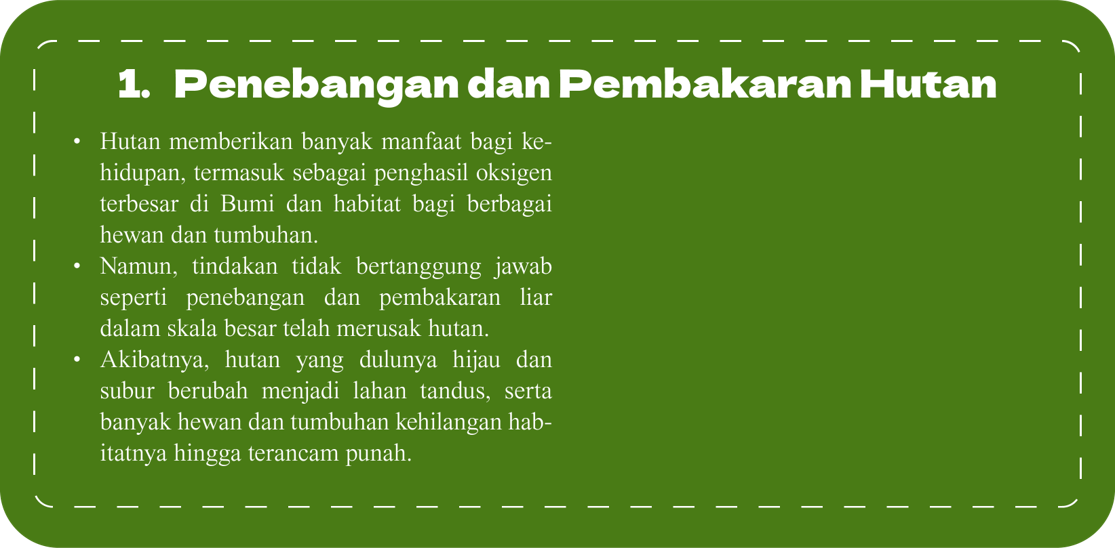 1. Penebangan dan Pembakaran Hutan
• Hutan memberikan banyak manfaat bagi ke-
hidupan, termasuk sebagai penghasil oksigen
terbesar di Bumi dan habitat bagi berbagai
hewan dan tumbuhan.
• Namun, tindakan tidak bertanggung jawab
seperti penebangan dan pembakaran liar
dalam skala besar telah merusak hutan.
• Akibatnya, hutan yang dulunya hijau dan
subur berubah menjadi lahan tandus, serta
banyak hewan dan tumbuhan kehilangan hab-
itatnya hingga terancam punah.